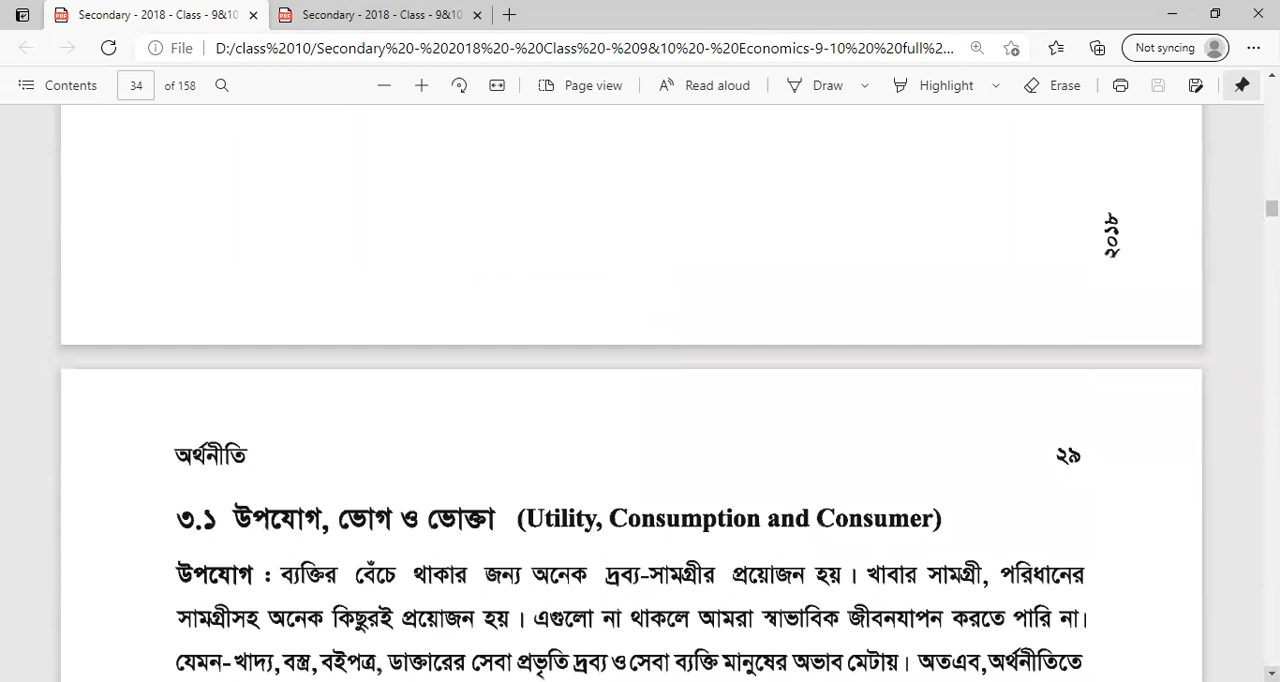 Secondary - 2018 - Class - 9&10
Secondary - 2018 - Class - 9&10
File D:/class%2010/Secondary%20-%202018%20-%20Class%20-%209&10%20-%20Economics-9-10%20%20full%2...
Not syncing
Contents 34 of 158 Page view Read aloud Draw Highlight Erase
২০১৮
অর্থনীতি ২৯
৩.১ উপযোগ, ভোগ ও ভোক্তা (Utility, Consumption and Consumer)
উপযোগ : ব্যক্তির বেঁচে থাকার জন্য অনেক দ্রব্য-সামগ্রীর প্রয়োজন হয়। খাবার সামগ্রী, পরিধানের
সামগ্রীসহ অনেক কিছুরই প্রয়োজন হয়। এগুলো না থাকলে আমরা স্বাভাবিক জীবনযাপন করতে পারি না।
যেমন-খাদ্য, বস্ত্র, বইপত্র, ডাক্তারের সেবা প্রভৃতি দ্রব্য ও সেবা ব্যক্তি মানুষের অভাব মেটায়। অতএব, অর্থনীতিতে